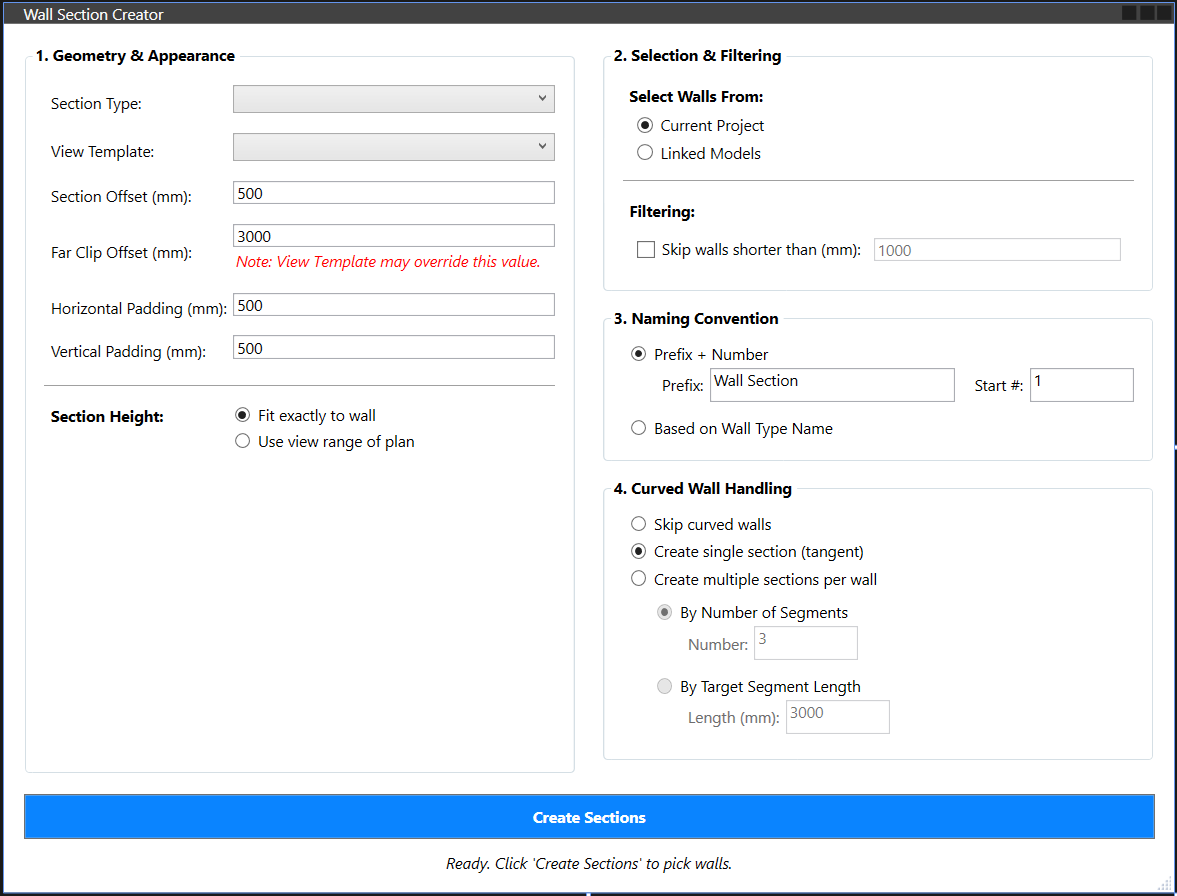 Wall Section Creator
1. Geometry & Appearance
Section Type:
View Template:
Section Offset (mm): 500
Far Clip Offset (mm): 3000
Note: View Template may override this value.
Horizontal Padding (mm): 500
Vertical Padding (mm): 500
Section Height: Fit exactly to wall
Use view range of plan
2. Selection & Filtering
Select Walls From:
Current Project
Linked Models
Filtering:
Skip walls shorter than (mm): 1000
3. Naming Convention
Prefix + Number
Prefix: Wall Section Start #: 1
Based on Wall Type Name
4. Curved Wall Handling
Skip curved walls
Create single section (tangent)
Create multiple sections per wall
By Number of Segments
Number: 3
By Target Segment Length
Length (mm): 3000
Create Sections
Ready. Click 'Create Sections' to pick walls.